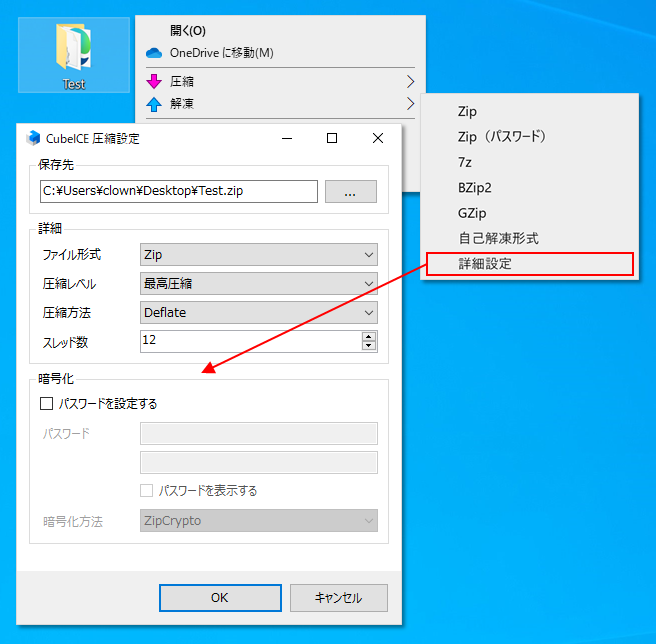 Test
開く(O)
OneDrive に移動(M)
圧縮
解凍
Zip
Zip（パスワード）
7z
BZip2
GZip
自己解凍形式
詳細設定
CubeICE 圧縮設定
保存先
C:¥Users¥clown¥Desktop¥Test.zip
...
詳細
ファイル形式 Zip
圧縮レベル 最高圧縮
圧縮方法 Deflate
スレッド数 12
暗号化
パスワードを設定する
パスワード
パスワードを表示する
暗号化方法 ZipCrypto
OK キャンセル